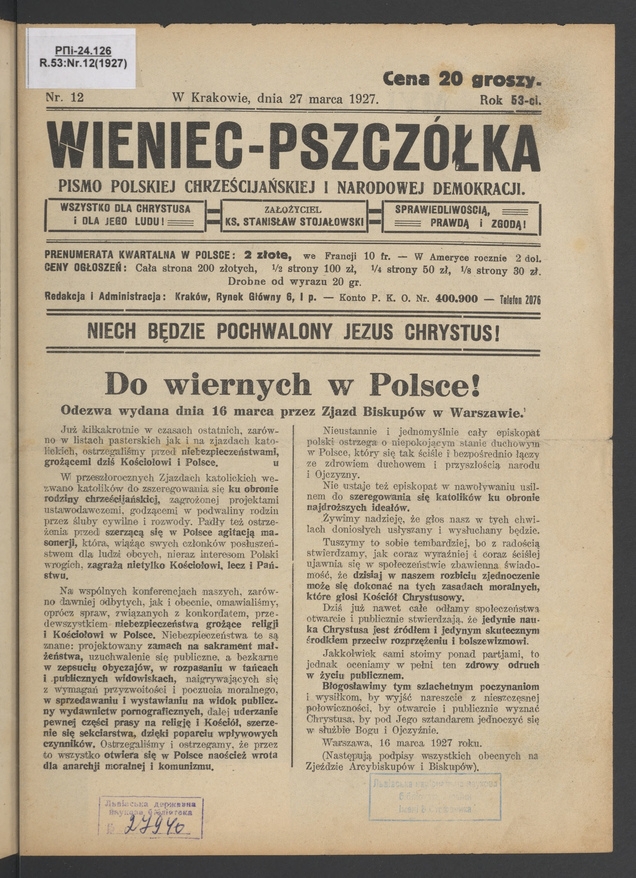 РПі-24.126
R.53:Nr.12(1927)
Cena 20 groszy.
Nr. 12
W Krakowie, dnia 27 marca 1927.
Rok 53-ci.
WIENIEC-PSZCZÓŁKA
PISMO POLSKIEJ CHRZEŚCIJAŃSKIEJ I NARODOWEJ DEMOKRACJI.
WSZYSTKO DLA CHRYSTUSA
i DLA JEGO LUDU!
ZAŁOŻYCIEL
KS. STANISŁAW STOJAŁOWSKI
SPRAWIEDLIWOSCIĄ,
PRAWDĄ i ZGODĄ!
PRENUMERATA KWARTALNA W POLSCE: 2 złote, we Francji 10 fr. — W Ameryce rocznie 2 dol.
CENY OGŁOSZEŃ: Cała strona 200 złotych, 1/2 strony 100 zł, 1/4 strony 50 zł, 1/8 strony 30 zł.
Drobne od wyrazu 20 gr.
Redakcja i Administracja: Kraków, Rynek Główny 6, I p. — Konto P. K. O. Nr. 400.900 — Telefon 2076
NIECH BĘDZIE POCHWALONY JEZUS CHRYSTUS!
Do wiernych w Polsce!
Odezwa wydana dnia 16 marca przez Zjazd Biskupów w Warszawie.
Już kilkakrotnie w czasach ostatnich, zarów-
no w listach pasterskich jak i na zjazdach kato-
lickich, ostrzegaliśmy przed niebezpieczeństwami,
grożącemi dziś Kościołowi i Polsce. u
W przeszłorocznych Zjazdach katolickich we-
zwano katolików do zszeregowania się ku obronie
rodziny chrześcijańskiej, zagrożonej projektami
ustawodawczemi, godzącemi w podwaliny rodzin
przez śluby cywilne i rozwody. Padły też ostrze-
żenia przed szerzącą się w Polsce agitacją ma-
sonerji, która, wiążąc swych członków posłuszeń-
stwem dla ludzi obcych, nieraz interesom Polski
wrogich, zagraża nietylko Kościołowi, lecz i Pań-
stwu.
Na wspólnych konferencjach naszych, zarów-
no dawniej odbytych, jak i obecnie, omawialiśmy,
oprócz spraw, związanych z konkordatem, prze-
dewszystkiem niebezpieczeństwa grożące religji
i Kościołowi w Polsce. Niebezpieczeństwa te są
znane: projektowany zamach na sakrament mał-
żeństwa, uzuchwalenie się publiczne, a bezkarne
w zepsuciu obyczajów, w rozpasaniu w tańcach
i publicznych widowiskach, naigrywających się
z wymagań przyzwoitości i poczucia moralnego,
w sprzedawaniu i wystawianiu na widok publicz-
ny wydawnictw pornograficznych, dalej uderzanie
pewnej części prasy na religję i Kościół, szerze-
nie się sekciarstwa, dzięki poparciu wpływowych
czynników. Ostrzegaliśmy i ostrzegamy, że przez
to wszystko otwiera się w Polsce naoścież wrota
dla anarchji moralnej i komunizmu.
Nieustannie i jednomyślnie cały episkopat
polski ostrzega o niepokojącym stanie duchowym
w Polsce, który się tak ściśle i bezpośrednio łączy
ze zdrowiem duchowem i przyszłością narodu
i Ojczyzny.
Nie ustaje też episkopat w nawoływaniu usil-
nem do szeregowania się katolików ku obronie
najdroższych ideałów.
Żywimy nadzieję, że głos nasz w tych chwi-
lach doniosłych usłyszany i wysłuchany będzie.
Tuszymy to sobie tembardziej, bo z radością
stwierdzamy, jak coraz wyraźniej i coraz ściślej
ujawnia się w społeczeństwie zbawienna świado-
mość, że dzisiaj w naszem rozbiciu zjednoczenie
może się dokonać na tych zasadach moralnych,
które głosi Kościół Chrystusowy.
Dziś już nawet całe odłamy społeczeństwa
otwarcie i publicznie stwierdzają, że jedynie nau-
ka Chrystusa jest źródłem i jedynym skutecznym
środkiem przeciw rozprzężeniu i bolszewizmowi.
Jakkolwiek sami stoimy ponad partjami, to
jednak oceniamy w pełni ten zdrowy odruch
w życiu publicznem.
Błogosławimy tym szlachetnym poczynaniom
i wysiłkom, by wyjść nareszcie z nieszczęsnej
połowiczności, by otwarcie i publicznie wyznać
Chrystusa, by pod Jego sztandarem jednoczyć się
w służbie Bogu i Ojczyźnie.
Warszawa, 16 marca 1927 roku.
(Następują podpisy wszystkich obecnych na
Zjeździe Arcybiskupów i Biskupów).
Львівська державна
наукова бібліотека
27940